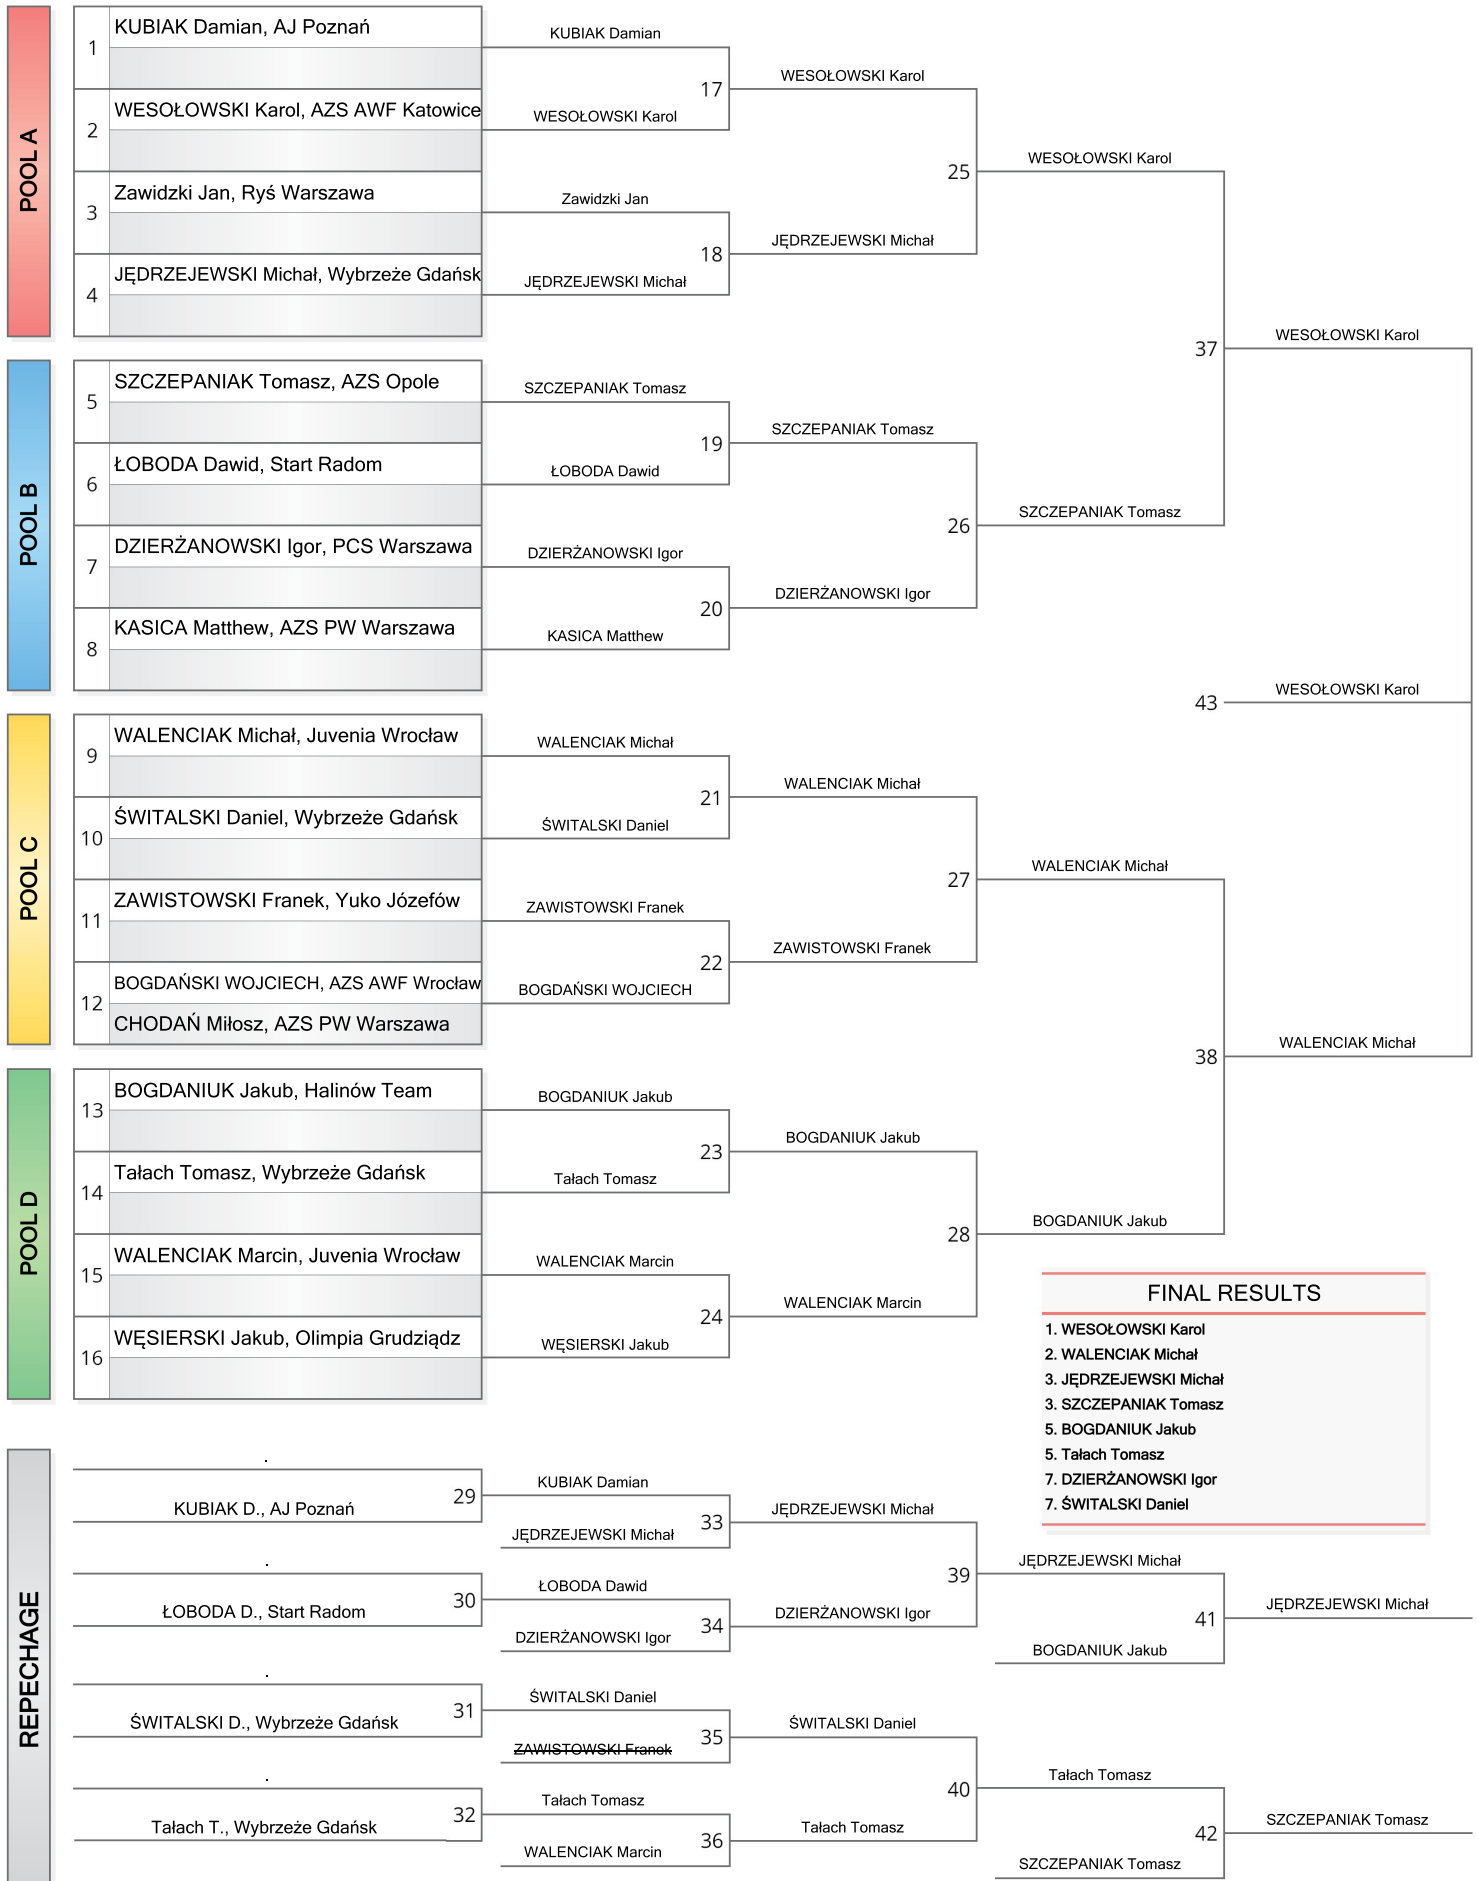 POOL A
1
KUBIAK Damian, AJ Poznań
2
WESOŁOWSKI Karol, AZS AWF Katowice
3
Zawidzki Jan, Ryś Warszawa
4
JĘDRZEJEWSKI Michał, Wybrzeże Gdańsk
KUBIAK Damian
17
WESOŁOWSKI Karol
Zawidzki Jan
18
JĘDRZEJEWSKI Michał
WESOŁOWSKI Karol
25
JĘDRZEJEWSKI Michał
WESOŁOWSKI Karol
POOL B
5
SZCZEPANIAK Tomasz, AZS Opole
6
ŁOBODA Dawid, Start Radom
7
DZIERŻANOWSKI Igor, PCS Warszawa
8
KASICA Matthew, AZS PW Warszawa
SZCZEPANIAK Tomasz
19
ŁOBODA Dawid
DZIERŻANOWSKI Igor
20
KASICA Matthew
SZCZEPANIAK Tomasz
26
DZIERŻANOWSKI Igor
SZCZEPANIAK Tomasz
37
WESOŁOWSKI Karol
43
WESOŁOWSKI Karol
POOL C
9
WALENCIAK Michał, Juvenia Wrocław
10
ŚWITALSKI Daniel, Wybrzeże Gdańsk
11
ZAWISTOWSKI Franek, Yuko Józefów
12
BOGDAŃSKI WOJCIECH, AZS AWF Wrocław
CHODAŃ Miłosz, AZS PW Warszawa
WALENCIAK Michał
21
ŚWITALSKI Daniel
ZAWISTOWSKI Franek
22
BOGDAŃSKI WOJCIECH
WALENCIAK Michał
27
ZAWISTOWSKI Franek
WALENCIAK Michał
POOL D
13
BOGDANIUK Jakub, Halinów Team
14
Tałach Tomasz, Wybrzeże Gdańsk
15
WALENCIAK Marcin, Juvenia Wrocław
16
WĘSIERSKI Jakub, Olimpia Grudziądz
BOGDANIUK Jakub
23
Tałach Tomasz
WALENCIAK Marcin
24
WĘSIERSKI Jakub
BOGDANIUK Jakub
28
WALENCIAK Marcin
BOGDANIUK Jakub
38
WALENCIAK Michał
FINAL RESULTS
1. WESOŁOWSKI Karol
2. WALENCIAK Michał
3. JĘDRZEJEWSKI Michał
3. SZCZEPANIAK Tomasz
5. BOGDANIUK Jakub
5. Tałach Tomasz
7. DZIERŻANOWSKI Igor
7. ŚWITALSKI Daniel
REPECHAGE
.
29
KUBIAK D., AJ Poznań
.
30
ŁOBODA D., Start Radom
.
31
ŚWITALSKI D., Wybrzeże Gdańsk
.
32
Tałach T., Wybrzeże Gdańsk
KUBIAK Damian
33
JĘDRZEJEWSKI Michał
ŁOBODA Dawid
34
DZIERŻANOWSKI Igor
ŚWITALSKI Daniel
35
ZAWISTOWSKI Franek
Tałach Tomasz
36
WALENCIAK Marcin
JĘDRZEJEWSKI Michał
39
DZIERŻANOWSKI Igor
ŚWITALSKI Daniel
40
Tałach Tomasz
JĘDRZEJEWSKI Michał
41
BOGDANIUK Jakub
Tałach Tomasz
42
SZCZEPANIAK Tomasz
JĘDRZEJEWSKI Michał
SZCZEPANIAK Tomasz